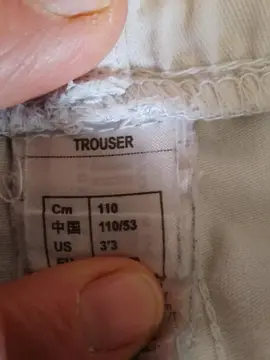 TROUSER
Cm 110
中国 110/53
US 3'3